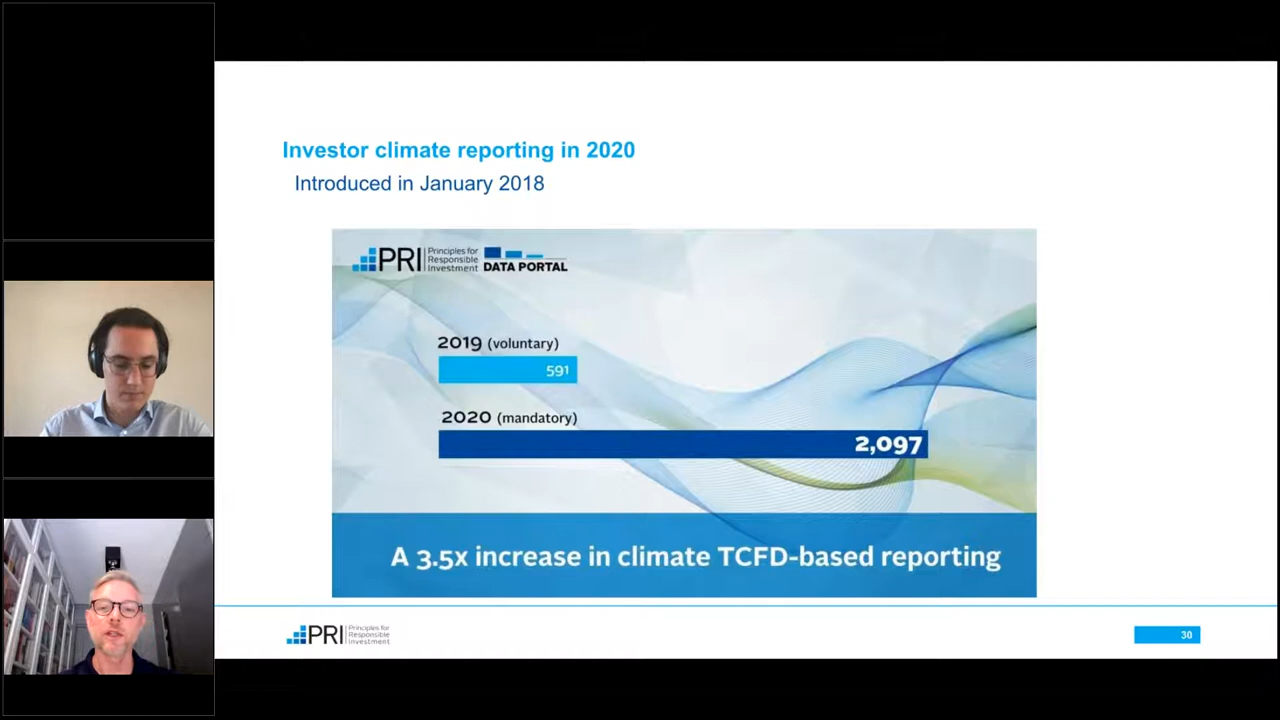 Investor climate reporting in 2020
Introduced in January 2018
PRI
Principles for
Responsible
Investment
DATA PORTAL
2019 (voluntary)
591
2020 (mandatory)
2,097
A 3.5x increase in climate TCFD-based reporting
PRI
Principles for
Responsible
Investment
30